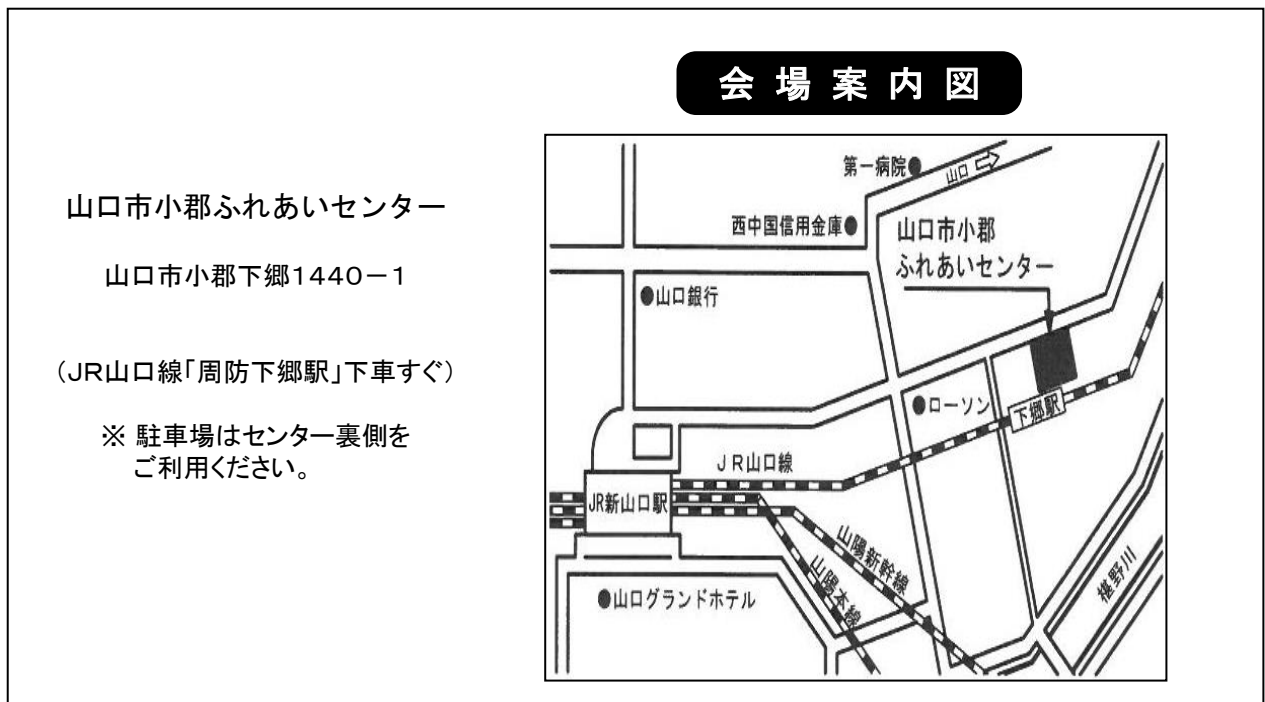 会場案内図
山口市小郡ふれあいセンター
山口市小郡下郷1440-1
（JR山口線「周防下郷駅」下車すぐ）
※ 駐車場はセンター裏側を
ご利用ください。
第一病院
山口
西中国信用金庫
山口市小郡
ふれあいセンター
山口銀行
ローソン
下郷駅
JR山口線
JR新山口駅
山陽新幹線
山陽本線
椹野川
山口グランドホテル